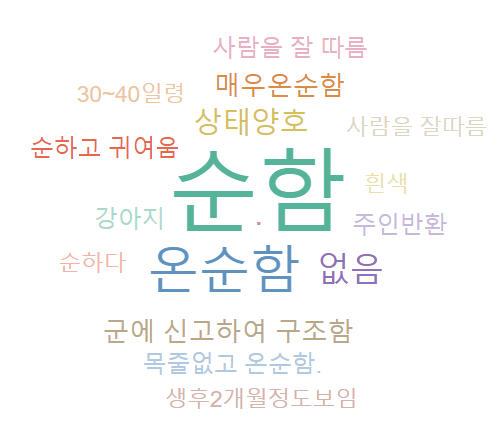 사람을 잘 따름
30~40일령
매우온순함
상태양호
사람을 잘따름
순하고 귀여움
순함
흰색
강아지
.
주인반환
순하다
온순함
없음
군에 신고하여 구조함
목줄없고 온순함.
생후2개월정도보임